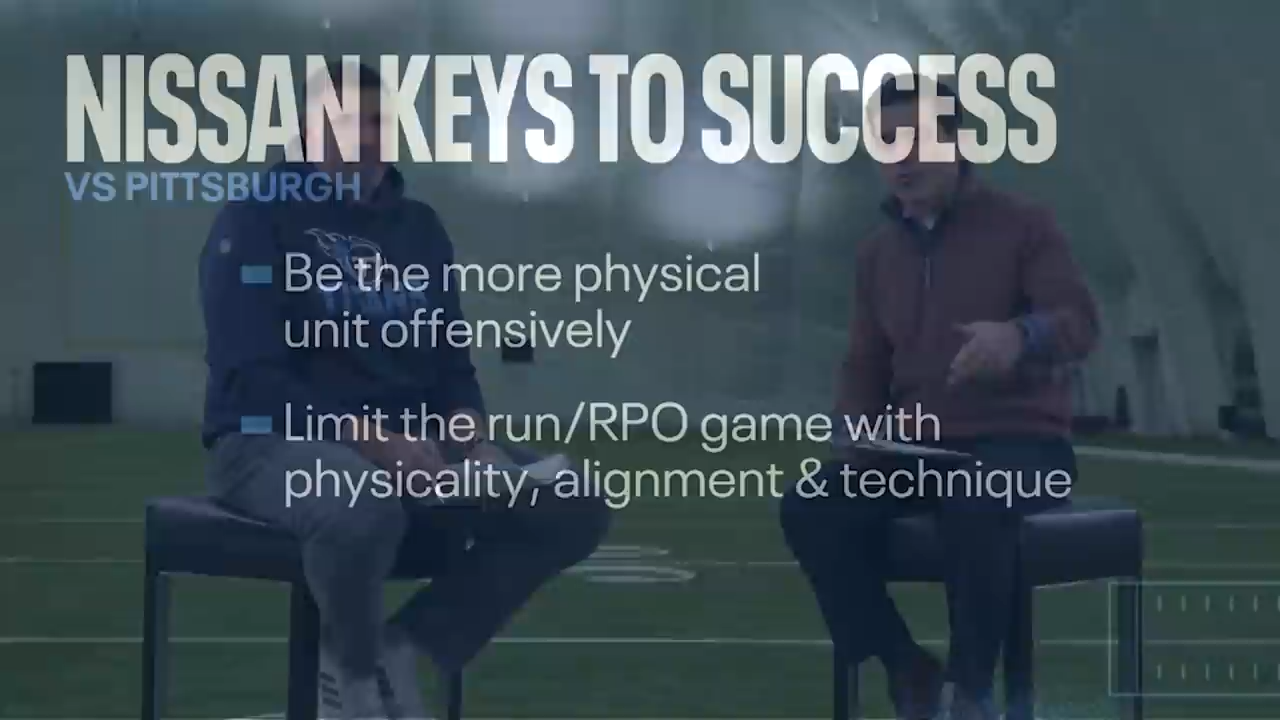 NISSAN KEYS TO SUCCESS
VS PITTSBURGH
Be the more physical
unit offensively
Limit the run/RPO game with
physicality, alignment & technique
TITANS